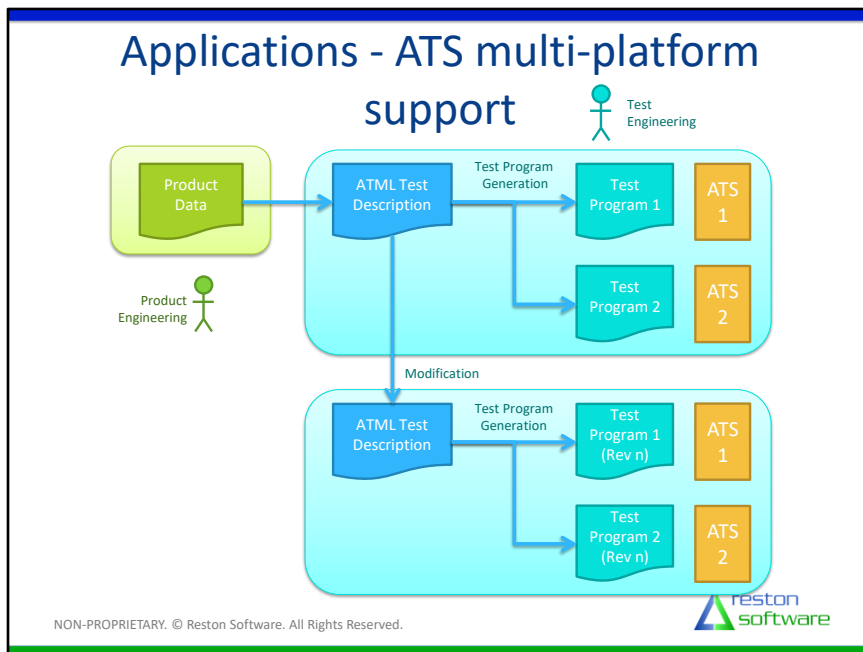 Applications - ATS multi-platform
support
Test
Engineering
Product
Data
ATML Test
Description
Test Program
Generation
Test
Program 1
ATS
1
Product
Engineering
Test
Program 2
ATS
2
Modification
ATML Test
Description
Test Program
Generation
Test
Program 1
(Rev n)
ATS
1
Test
Program 2
(Rev n)
ATS
2
NON-PROPRIETARY. © Reston Software. All Rights Reserved.
reston
software